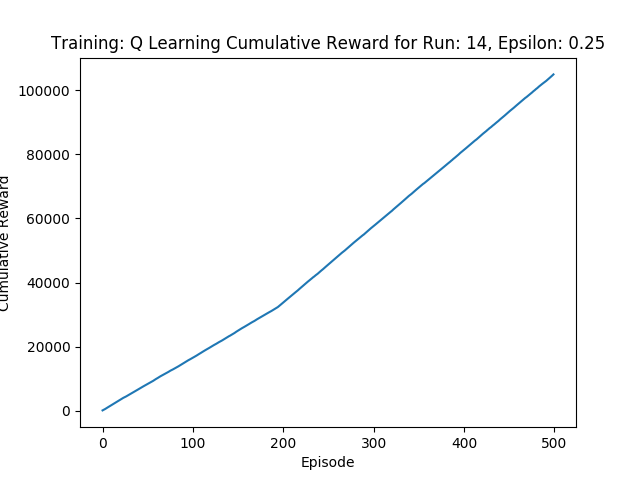 Training: Q Learning Cumulative Reward for Run: 14, Epsilon: 0.25
100000
80000
60000
40000
20000
0
Cumulative Reward
0 100 200 300 400 500
Episode